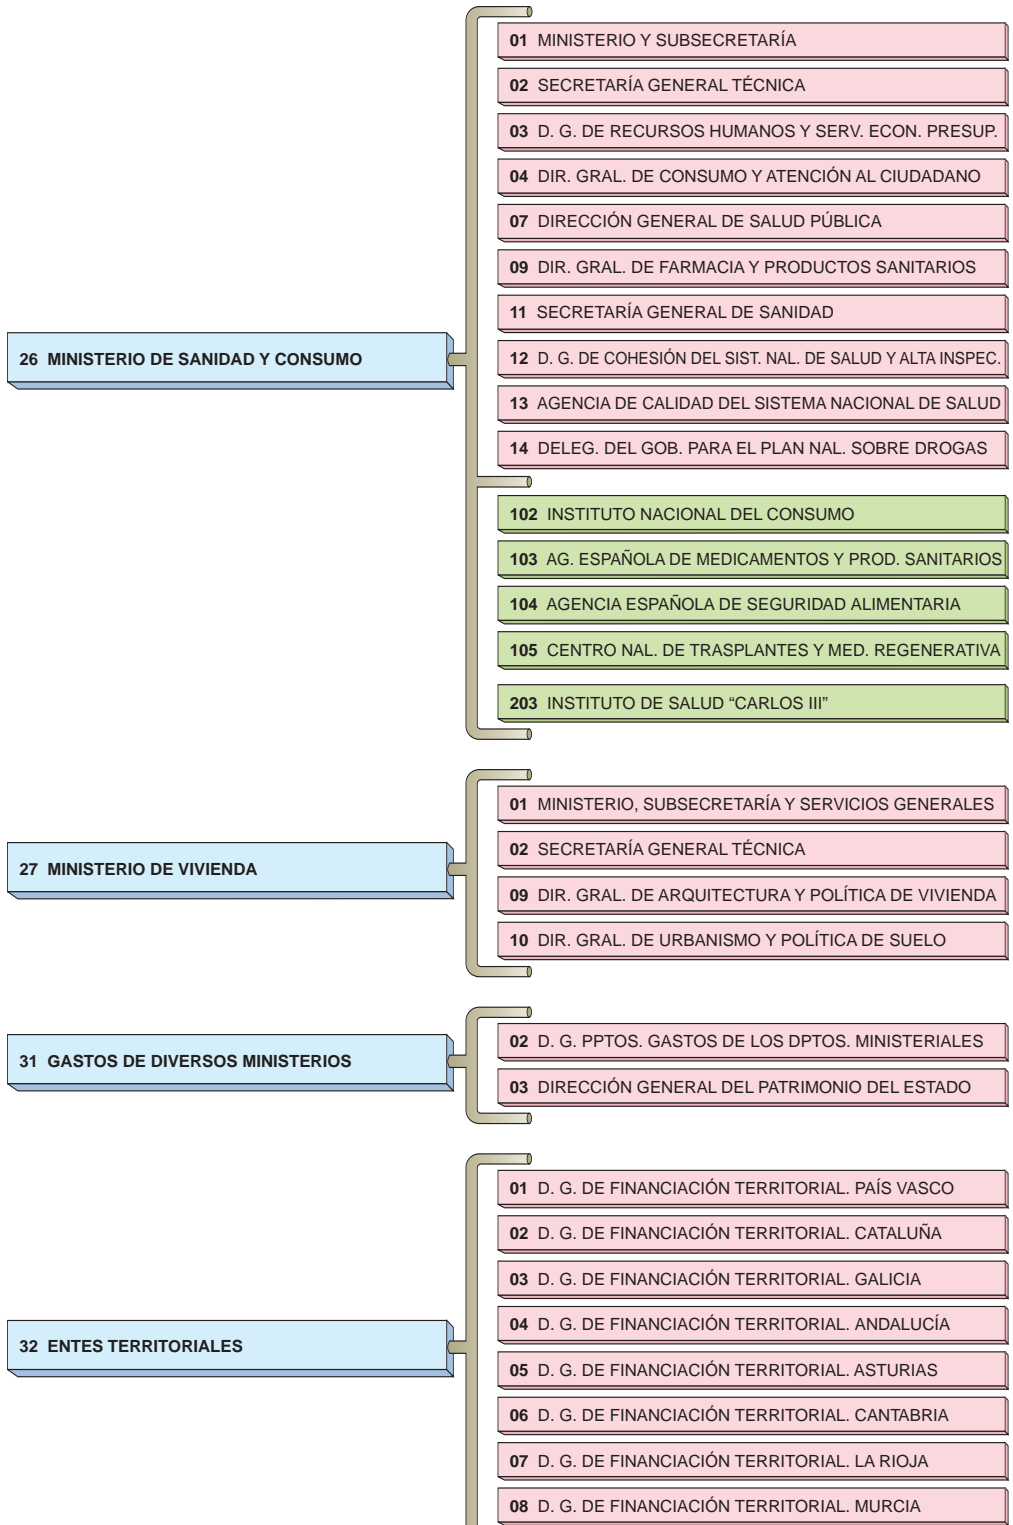 26 MINISTERIO DE SANIDAD Y CONSUMO
01 MINISTERIO Y SUBSECRETARÍA
02 SECRETARÍA GENERAL TÉCNICA
03 D. G. DE RECURSOS HUMANOS Y SERV. ECON. PRESUP.
04 DIR. GRAL. DE CONSUMO Y ATENCIÓN AL CIUDADANO
07 DIRECCIÓN GENERAL DE SALUD PÚBLICA
09 DIR. GRAL. DE FARMACIA Y PRODUCTOS SANITARIOS
11 SECRETARÍA GENERAL DE SANIDAD
12 D. G. DE COHESIÓN DEL SIST. NAL. DE SALUD Y ALTA INSPEC.
13 AGENCIA DE CALIDAD DEL SISTEMA NACIONAL DE SALUD
14 DELEG. DEL GOB. PARA EL PLAN NAL. SOBRE DROGAS
102 INSTITUTO NACIONAL DEL CONSUMO
103 AG. ESPAÑOLA DE MEDICAMENTOS Y PROD. SANITARIOS
104 AGENCIA ESPAÑOLA DE SEGURIDAD ALIMENTARIA
105 CENTRO NAL. DE TRASPLANTES Y MED. REGENERATIVA
203 INSTITUTO DE SALUD “CARLOS III”
27 MINISTERIO DE VIVIENDA
01 MINISTERIO, SUBSECRETARÍA Y SERVICIOS GENERALES
02 SECRETARÍA GENERAL TÉCNICA
09 DIR. GRAL. DE ARQUITECTURA Y POLÍTICA DE VIVIENDA
10 DIR. GRAL. DE URBANISMO Y POLÍTICA DE SUELO
31 GASTOS DE DIVERSOS MINISTERIOS
02 D. G. PPTOS. GASTOS DE LOS DPTOS. MINISTERIALES
03 DIRECCIÓN GENERAL DEL PATRIMONIO DEL ESTADO
32 ENTES TERRITORIALES
01 D. G. DE FINANCIACIÓN TERRITORIAL. PAÍS VASCO
02 D. G. DE FINANCIACIÓN TERRITORIAL. CATALUÑA
03 D. G. DE FINANCIACIÓN TERRITORIAL. GALICIA
04 D. G. DE FINANCIACIÓN TERRITORIAL. ANDALUCÍA
05 D. G. DE FINANCIACIÓN TERRITORIAL. ASTURIAS
06 D. G. DE FINANCIACIÓN TERRITORIAL. CANTABRIA
07 D. G. DE FINANCIACIÓN TERRITORIAL. LA RIOJA
08 D. G. DE FINANCIACIÓN TERRITORIAL. MURCIA